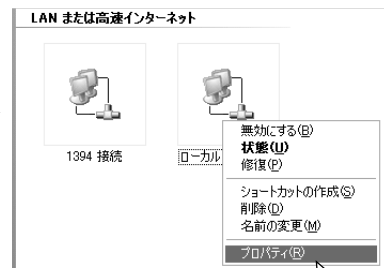 LAN または高速インターネット
1394 接続
ローカル
無効にする(B)
状態(U)
修復(P)
ショートカットの作成(S)
削除(D)
名前の変更(M)
プロパティ(R)